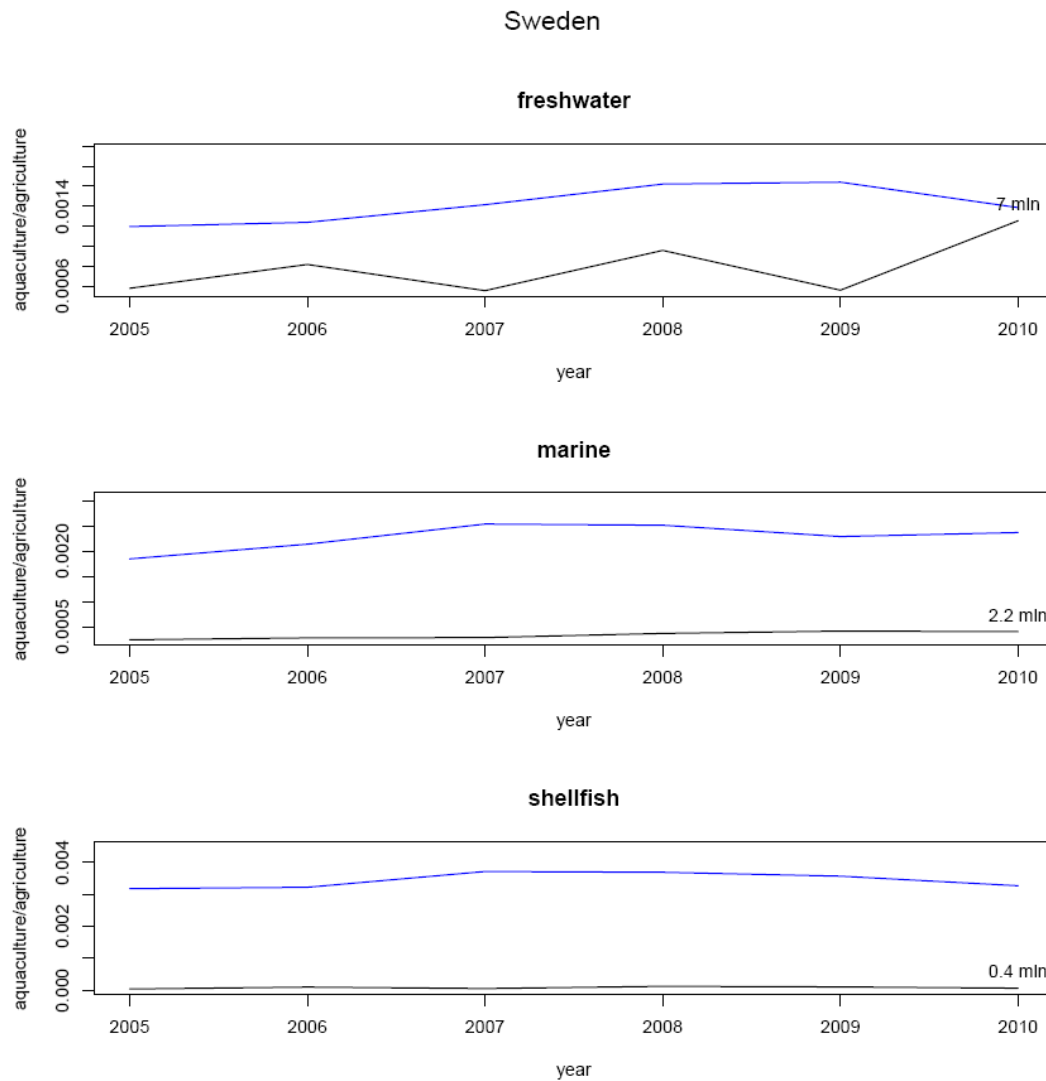 Sweden
freshwater
aquaculture/agriculture
0.0014
0.0006
7 mln
2005 2006 2007 2008 2009 2010
year
marine
aquaculture/agriculture
0.0020
0.0005
2.2 mln
2005 2006 2007 2008 2009 2010
year
shellfish
aquaculture/agriculture
0.004
0.002
0.000
0.4 mln
2005 2006 2007 2008 2009 2010
year